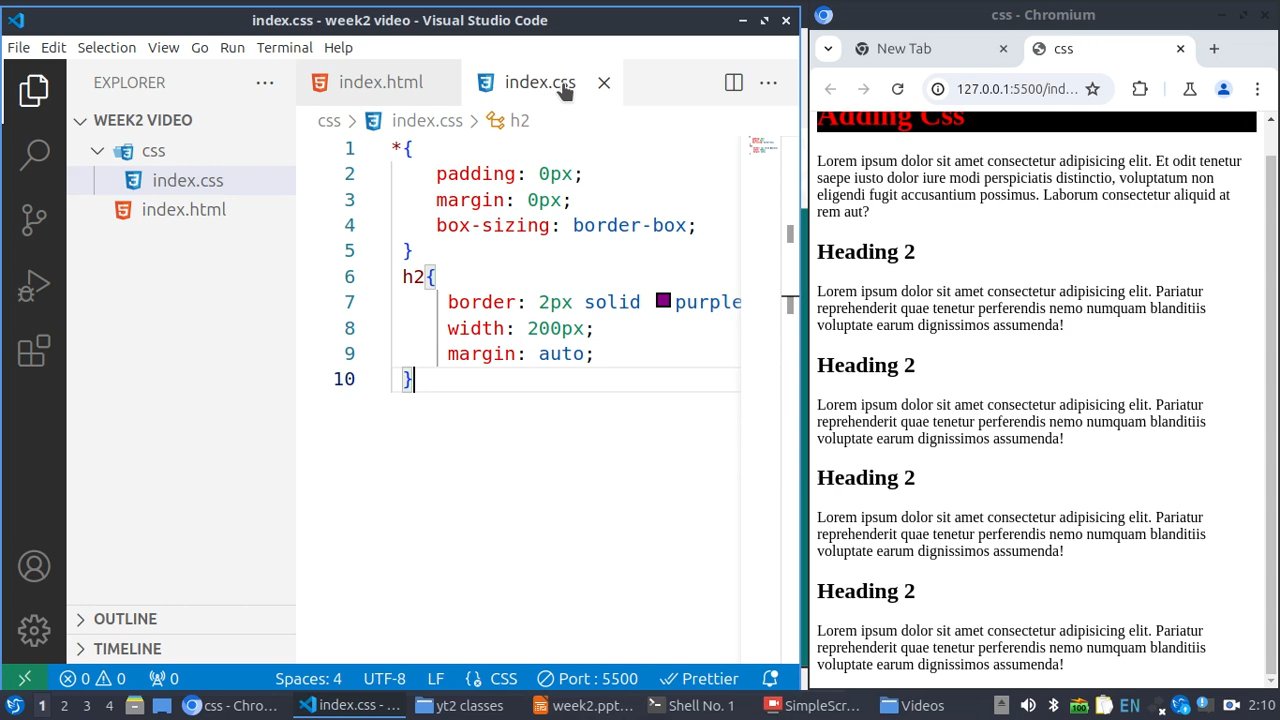 index.css - week2 video - Visual Studio Code
File Edit Selection View Go Run Terminal Help
EXPLORER
WEEK2 VIDEO
css
index.css
index.html
OUTLINE
TIMELINE
index.html
index.css
css > index.css > h2
1 *{
2 padding: 0px;
3 margin: 0px;
4 box-sizing: border-box;
5 }
6 h2{
7 border: 2px solid purple
8 width: 200px;
9 margin: auto;
10 }
0 0 0 Spaces: 4 UTF-8 LF {} CSS Port : 5500 Prettier
css - Chromium
New Tab
css
127.0.0.1:5500/ind...
Adding Css
Lorem ipsum dolor sit amet consectetur adipisicing elit. Et odit tenetur
saepe iusto dolor iure modi perspiciatis distinctio, voluptatum non
eligendi fugit accusantium possimus. Laborum consectetur aliquid at
rem aut?
Heading 2
Lorem ipsum dolor sit amet consectetur adipisicing elit. Pariatur
reprehenderit quae tenetur perferendis nemo numquam blanditiis
voluptate earum dignissimos assumenda!
Heading 2
Lorem ipsum dolor sit amet consectetur adipisicing elit. Pariatur
reprehenderit quae tenetur perferendis nemo numquam blanditiis
voluptate earum dignissimos assumenda!
Heading 2
Lorem ipsum dolor sit amet consectetur adipisicing elit. Pariatur
reprehenderit quae tenetur perferendis nemo numquam blanditiis
voluptate earum dignissimos assumenda!
Heading 2
Lorem ipsum dolor sit amet consectetur adipisicing elit. Pariatur
reprehenderit quae tenetur perferendis nemo numquam blanditiis
voluptate earum dignissimos assumenda!
1 2 3 4 css - Chro... index.css - ... yt2 classes week2.ppt... Shell No. 1 SimpleScr... Videos 100 EN 2:10